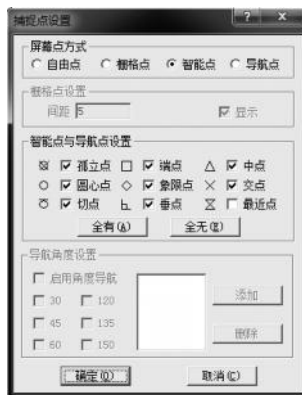 捕捉点设置
屏幕点方式
自由点 栅格点 智能点 导航点
栅格点设置
间距 5 显示
智能点与导航点设置
孤立点 端点 中点
圆心点 象限点 交点
切点 垂点 最近点
全有(A) 全无(E)
导航角度设置
启用角度导航
30 120 添加
45 135
删除
60 150
确定(O) 取消(C)